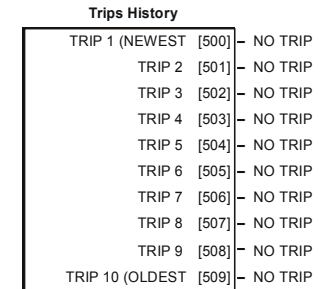 Trips History
TRIP 1 (NEWEST [500] – NO TRIP
TRIP 2 [501] – NO TRIP
TRIP 3 [502] – NO TRIP
TRIP 4 [503] – NO TRIP
TRIP 5 [504] – NO TRIP
TRIP 6 [505] – NO TRIP
TRIP 7 [506] – NO TRIP
TRIP 8 [507] – NO TRIP
TRIP 9 [508] – NO TRIP
TRIP 10 (OLDEST [509] – NO TRIP